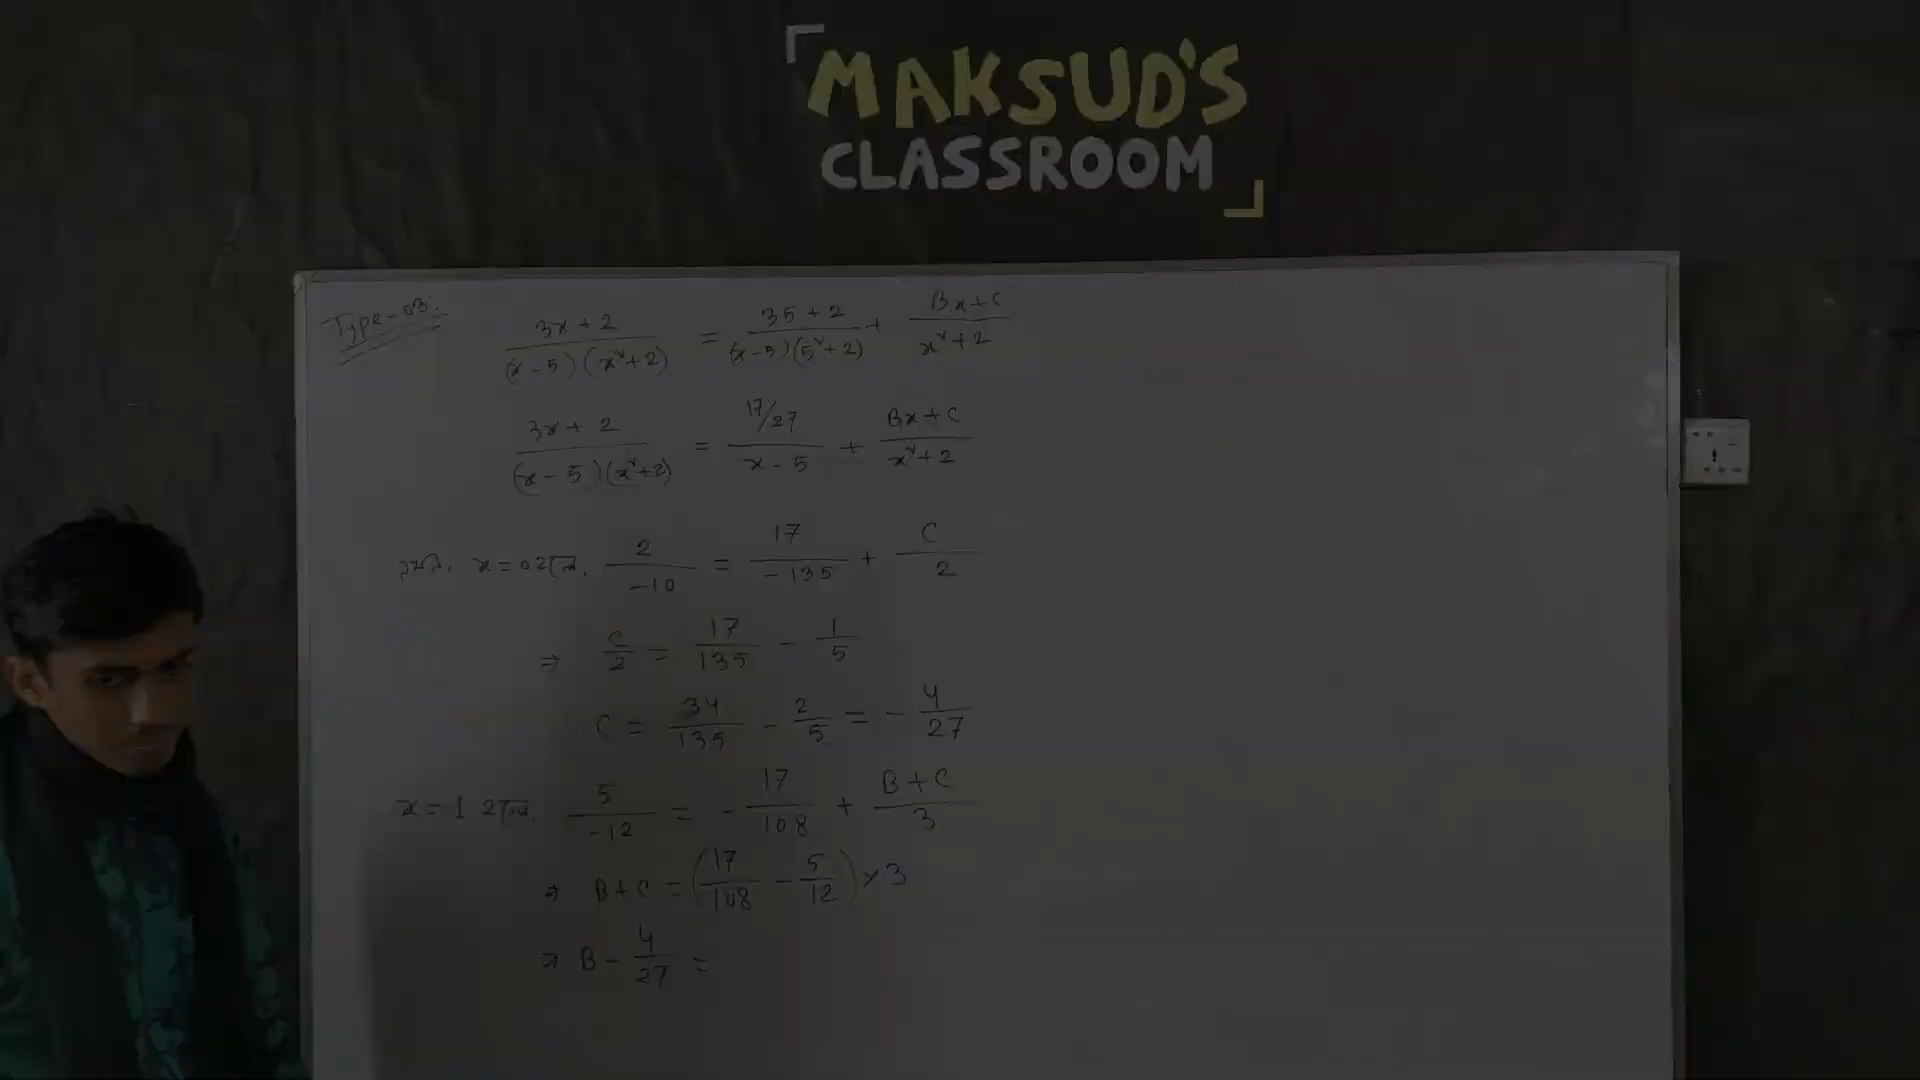 MAKSUD'S
CLASSROOM
Type-03:
(3x+2)/((x-5)(x²+2)) = (35+2)/((x-5)(5²+2)) + (Bx+C)/(x²+2)
(3x+2)/((x-5)(x²+2)) = (17/27)/(x-5) + (Bx+C)/(x²+2)
x=0 হলে, 2/-10 = 17/-135 + C/2
⇒ C/2 = 17/135 - 1/5
C = 34/135 - 2/5 = - 4/27
x=1 হলে, 5/-12 = - 17/108 + (B+C)/3
⇒ B+C = (17/108 - 5/12) × 3
⇒ B - 4/27 =